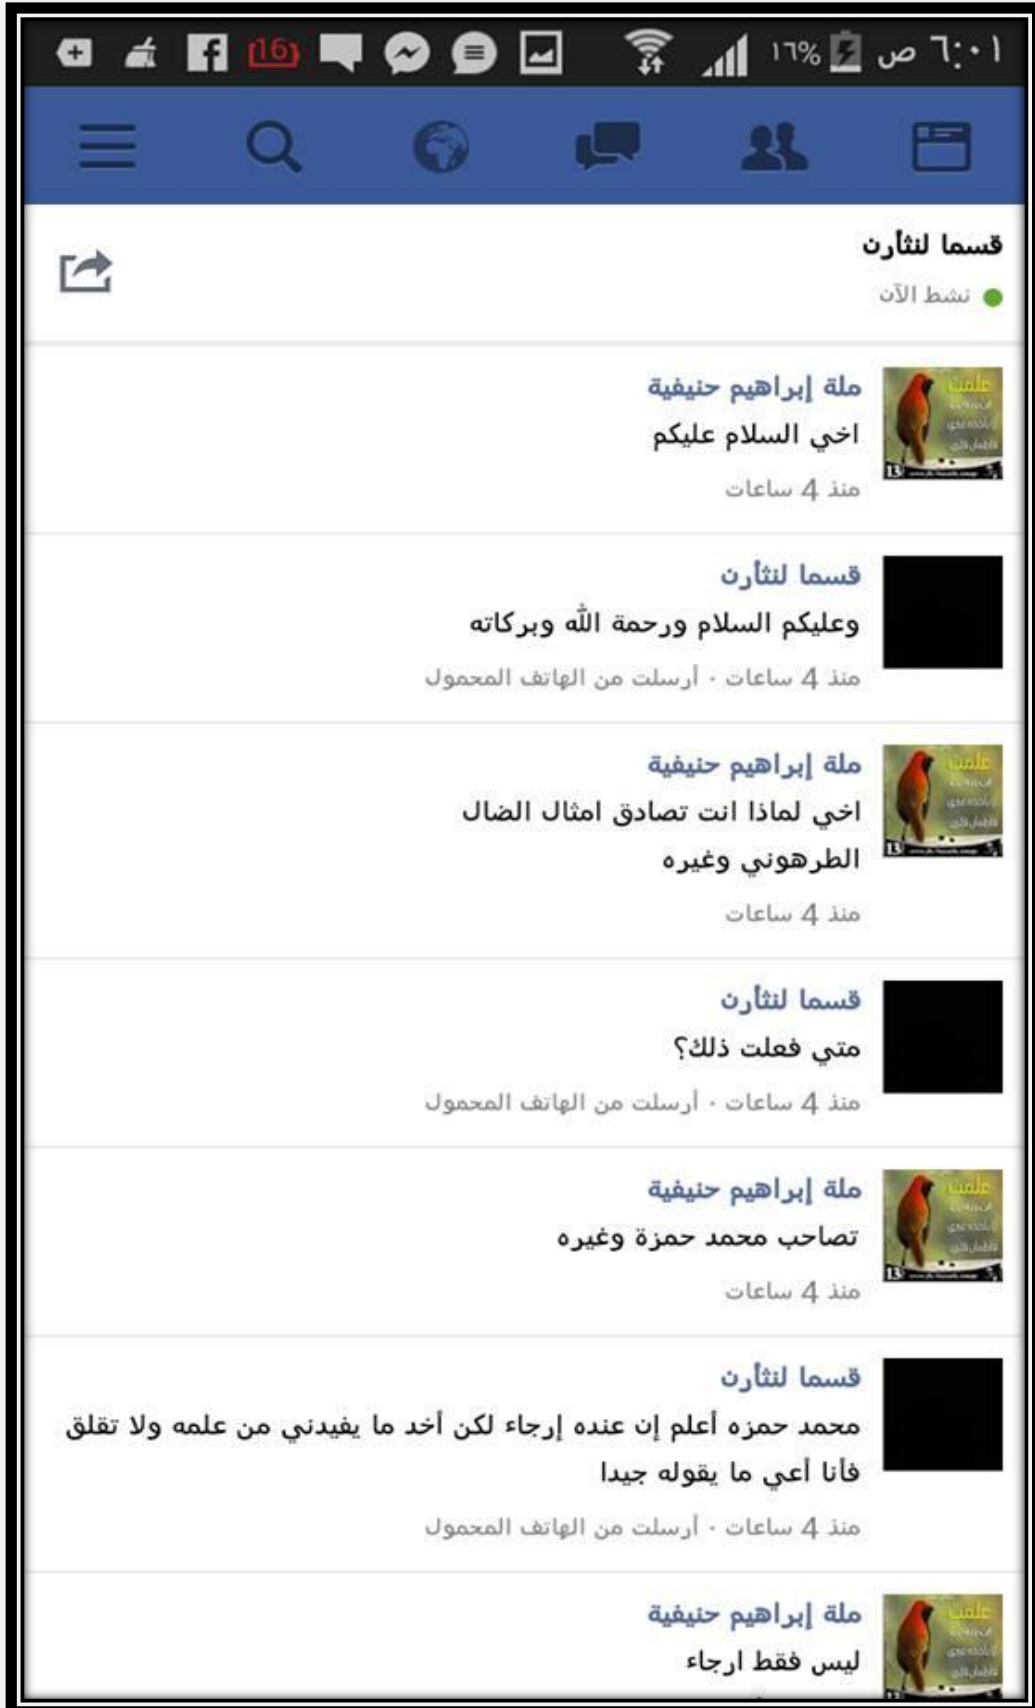 ٦:٠١ ص
١٦%
16
قسما لنثأرن
نشط الآن
ملة إبراهيم حنيفية
اخي السلام عليكم
منذ 4 ساعات
قسما لنثأرن
وعليكم السلام ورحمة الله وبركاته
منذ 4 ساعات · أرسلت من الهاتف المحمول
ملة إبراهيم حنيفية
اخي لماذا انت تصادق امثال الضال
الطرهوني وغيره
منذ 4 ساعات
قسما لنثأرن
متي فعلت ذلك؟
منذ 4 ساعات · أرسلت من الهاتف المحمول
ملة إبراهيم حنيفية
تصاحب محمد حمزة وغيره
منذ 4 ساعات
قسما لنثأرن
محمد حمزه أعلم إن عنده إرجاء لكن أخد ما يفيدني من علمه ولا تقلق
فأنا أعي ما يقوله جيدا
منذ 4 ساعات · أرسلت من الهاتف المحمول
ملة إبراهيم حنيفية
ليس فقط ارجاء